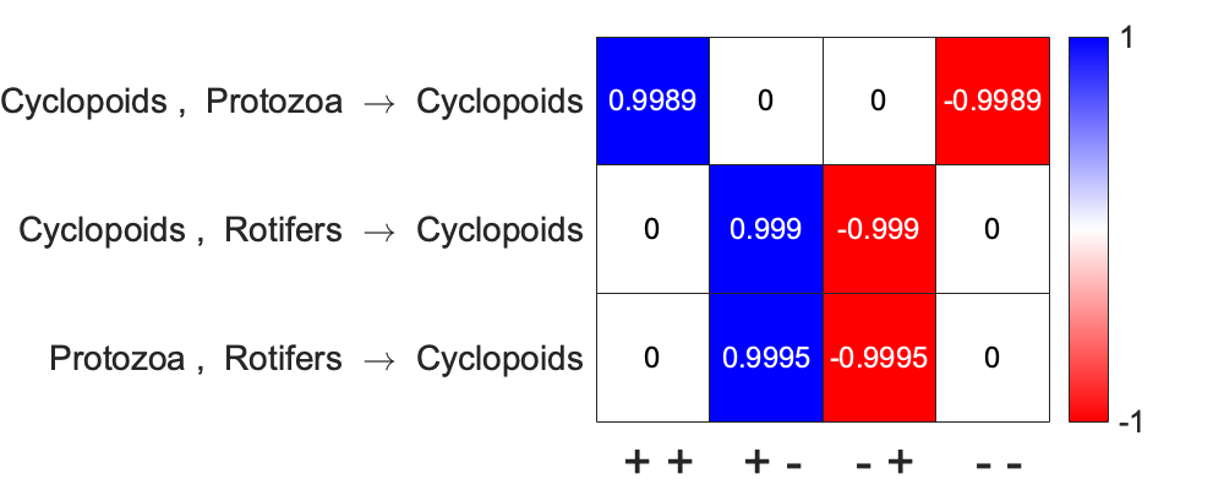 1
Cyclopoids , Protozoa → Cyclopoids 0.9989 0 0 -0.9989
Cyclopoids , Rotifers → Cyclopoids 0 0.999 -0.999 0
Protozoa , Rotifers → Cyclopoids 0 0.9995 -0.9995 0
-1
+ + + - - + - -